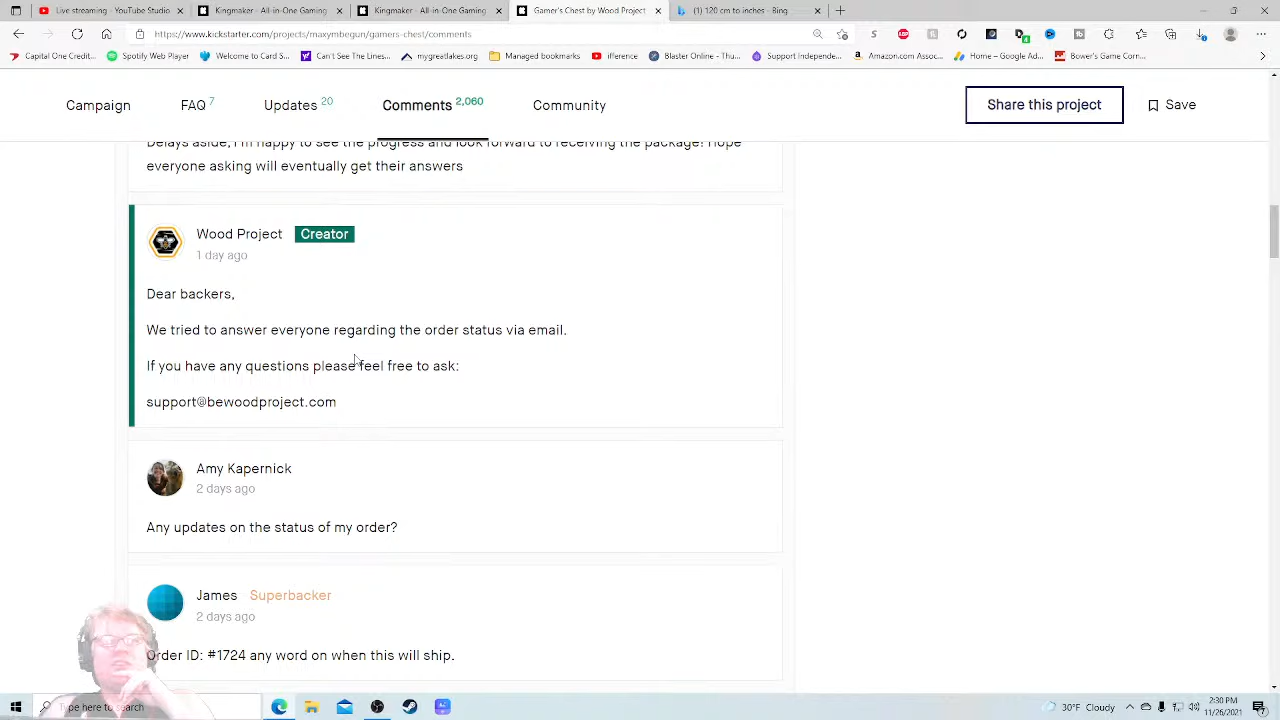 Live streaming - YouTube Studio
Kingmaker - All-in-One Gaming
Kingmaker - All-in-One Gaming
Gamer's Chest by Wood Project
(1) 120 cm to inches - Bing
https://www.kickstarter.com/projects/maxymbegun/gamers-chest/comments
Capital One Credit...
Spotify Web Player
Welcome Card S...
Can't See The Lines...
mygreatlakes.org
Managed bookmarks
ifference
Blaster Online - Thu...
Support Independe...
Amazon.com Assoc...
Home – Google Ad...
Bower's Game Corn...
Campaign
FAQ 7
Updates 20
Comments 2,060
Community
Share this project
Save
Delays aside, I'm happy to see the progress and look forward to receiving the package! Hope
everyone asking will eventually get their answers
Wood Project Creator
1 day ago
Dear backers,
We tried to answer everyone regarding the order status via email.
If you have any questions please feel free to ask:
support@bewoodproject.com
Amy Kapernick
2 days ago
Any updates on the status of my order?
James Superbacker
2 days ago
Order ID: #1724 any word on when this will ship.
Type here to search
30°F Cloudy
2:30 PM
11/26/2021